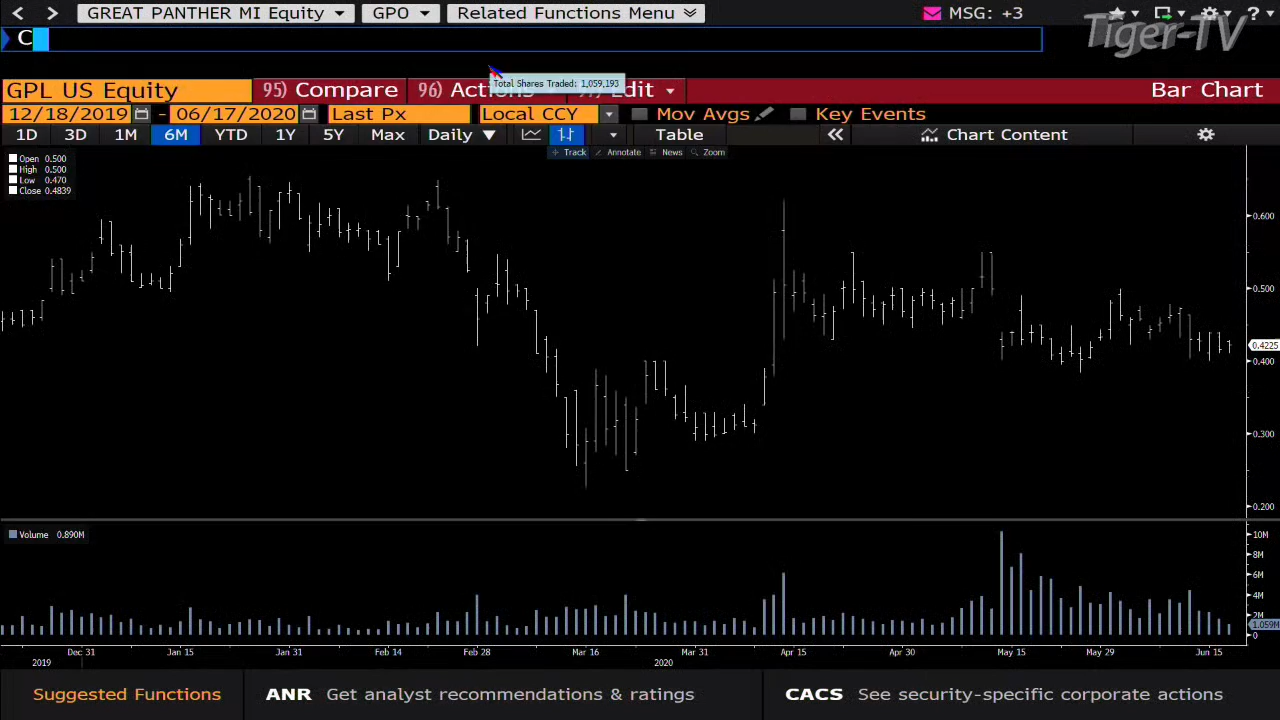 GREAT PANTHER MI Equity GPO Related Functions Menu MSG: +3 ?
Tiger-TV
C
Total Shares Traded: 1,059,193
GPL US Equity 95) Compare 96) Actions Edit Bar Chart
12/18/2019 - 06/17/2020 Last Px Local CCY Mov Avgs Key Events
1D 3D 1M 6M YTD 1Y 5Y Max Daily Table Chart Content
Track Annotate News Zoom
Open 0.500
High 0.500
Low 0.470
Close 0.4839
0.600
0.500
0.4225
0.400
0.300
0.200
Volume 0.890M
10M
8M
6M
4M
2M
1.059M
0
Dec 31 Jan 15 Jan 31 Feb 14 Feb 28 Mar 16 Mar 31 Apr 15 Apr 30 May 15 May 29 Jun 15
2019 2020
Suggested Functions ANR Get analyst recommendations & ratings CACS See security-specific corporate actions